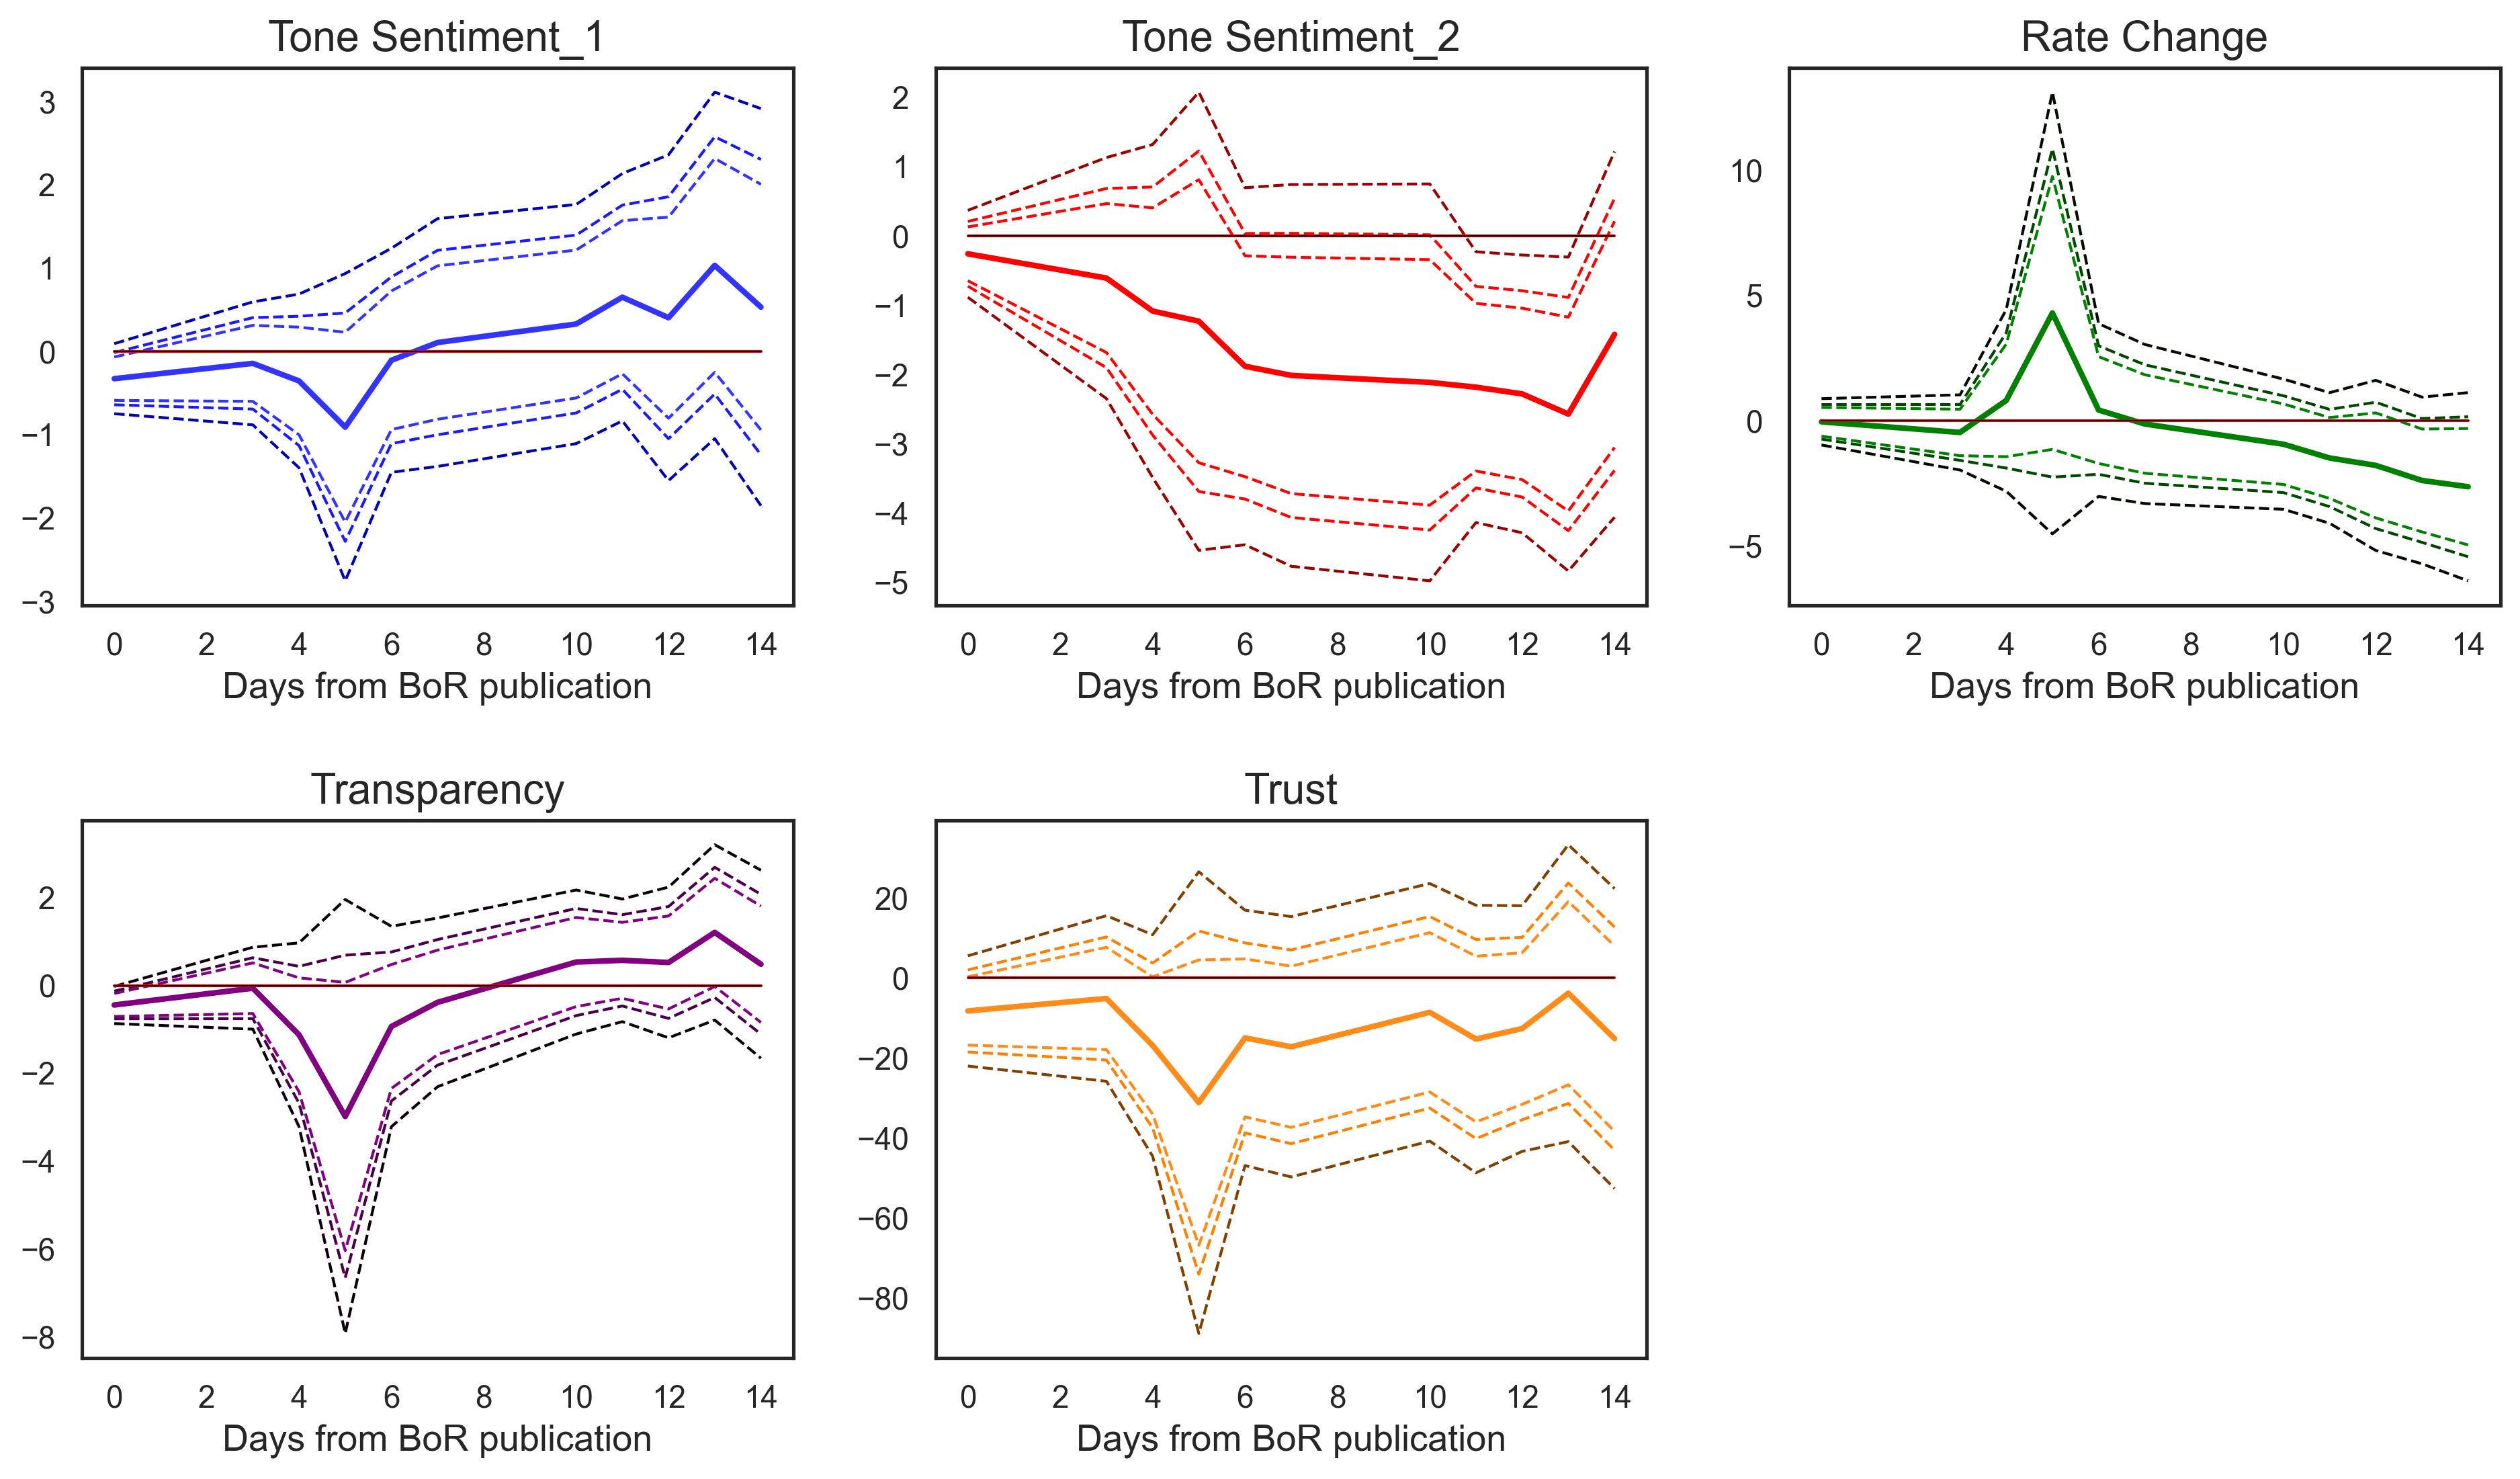 Tone Sentiment_1
3
2
1
0
−1
−2
−3
0 2 4 6 8 10 12 14
Days from BoR publication
Tone Sentiment_2
2
1
0
−1
−2
−3
−4
−5
0 2 4 6 8 10 12 14
Days from BoR publication
Rate Change
10
5
0
−5
0 2 4 6 8 10 12 14
Days from BoR publication
Transparency
2
0
−2
−4
−6
−8
0 2 4 6 8 10 12 14
Days from BoR publication
Trust
20
0
−20
−40
−60
−80
0 2 4 6 8 10 12 14
Days from BoR publication